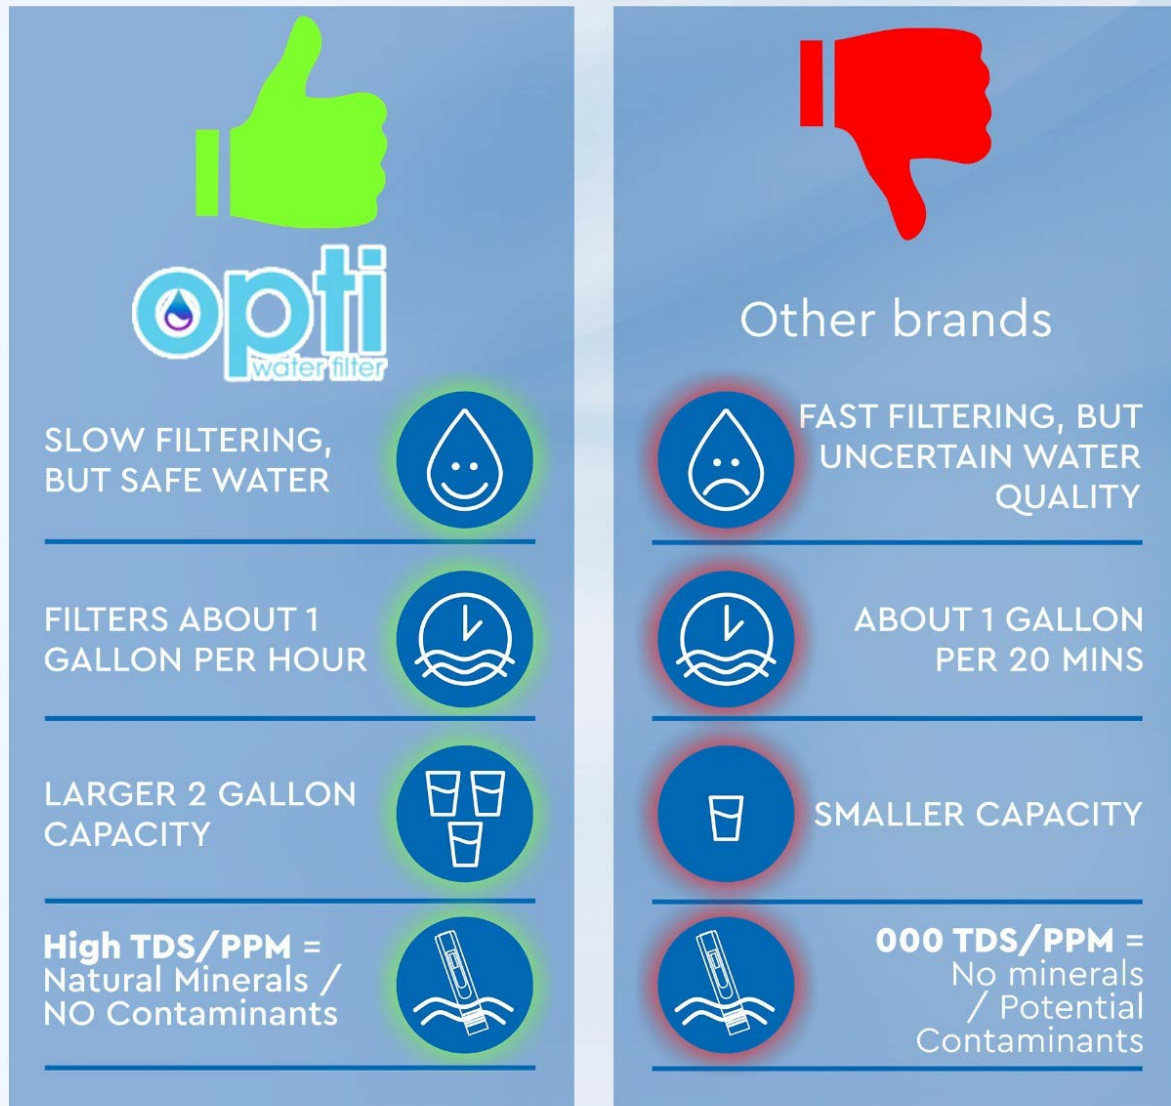 opti
water filter
SLOW FILTERING,
BUT SAFE WATER
FILTERS ABOUT 1
GALLON PER HOUR
LARGER 2 GALLON
CAPACITY
High TDS/PPM =
Natural Minerals /
NO Contaminants
Other brands
FAST FILTERING, BUT
UNCERTAIN WATER
QUALITY
ABOUT 1 GALLON
PER 20 MINS
SMALLER CAPACITY
000 TDS/PPM =
No minerals
/ Potential
Contaminants